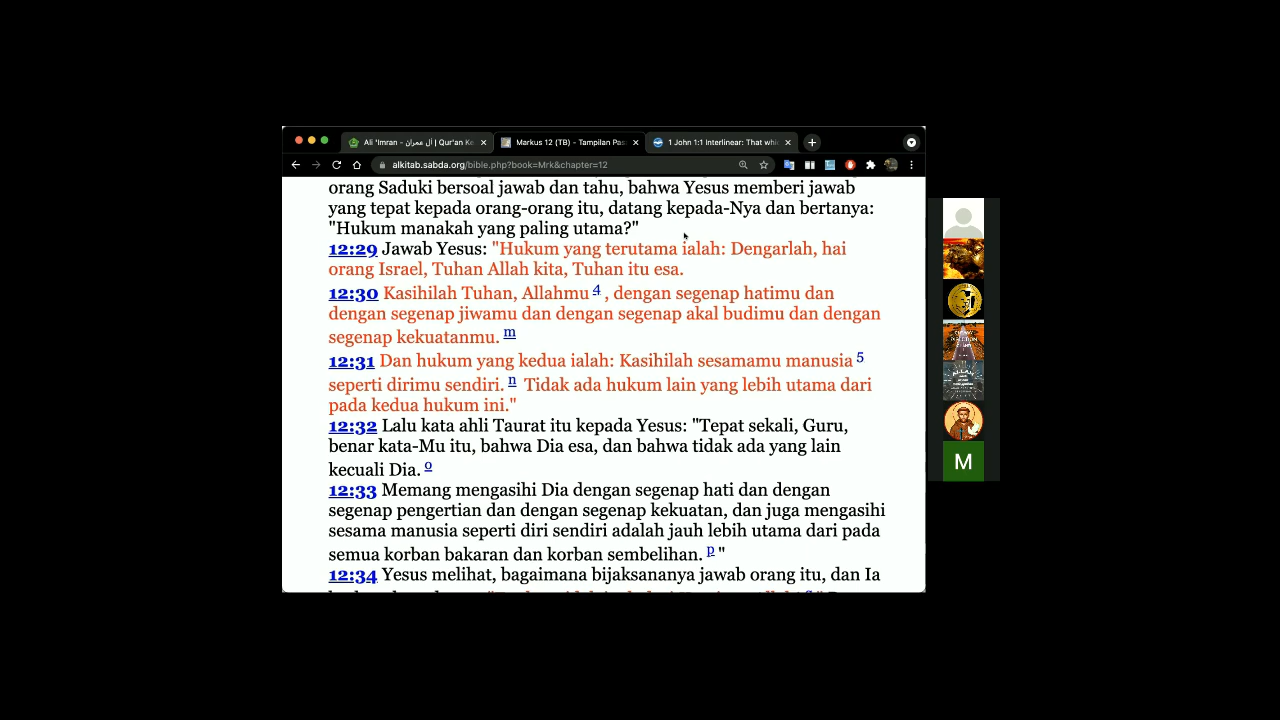 Ali 'Imran - آل عمران | Qur'an Ke
Markus 12 (TB) - Tampilan Pas
1 John 1:1 Interlinear: That whi
alkitab.sabda.org/bible.php?book=Mrk&chapter=12
orang Saduki bersoal jawab dan tahu, bahwa Yesus memberi jawab
yang tepat kepada orang-orang itu, datang kepada-Nya dan bertanya:
"Hukum manakah yang paling utama?"
12:29 Jawab Yesus: "Hukum yang terutama ialah: Dengarlah, hai
orang Israel, Tuhan Allah kita, Tuhan itu esa.
12:30 Kasihilah Tuhan, Allahmu 4 , dengan segenap hatimu dan
dengan segenap jiwamu dan dengan segenap akal budimu dan dengan
segenap kekuatanmu. m
12:31 Dan hukum yang kedua ialah: Kasihilah sesamamu manusia 5
seperti dirimu sendiri. n Tidak ada hukum lain yang lebih utama dari
pada kedua hukum ini."
12:32 Lalu kata ahli Taurat itu kepada Yesus: "Tepat sekali, Guru,
benar kata-Mu itu, bahwa Dia esa, dan bahwa tidak ada yang lain
kecuali Dia. o
12:33 Memang mengasihi Dia dengan segenap hati dan dengan
segenap pengertian dan dengan segenap kekuatan, dan juga mengasihi
sesama manusia seperti diri sendiri adalah jauh lebih utama dari pada
semua korban bakaran dan korban sembelihan. p "
12:34 Yesus melihat, bagaimana bijaksananya jawab orang itu, dan Ia
M